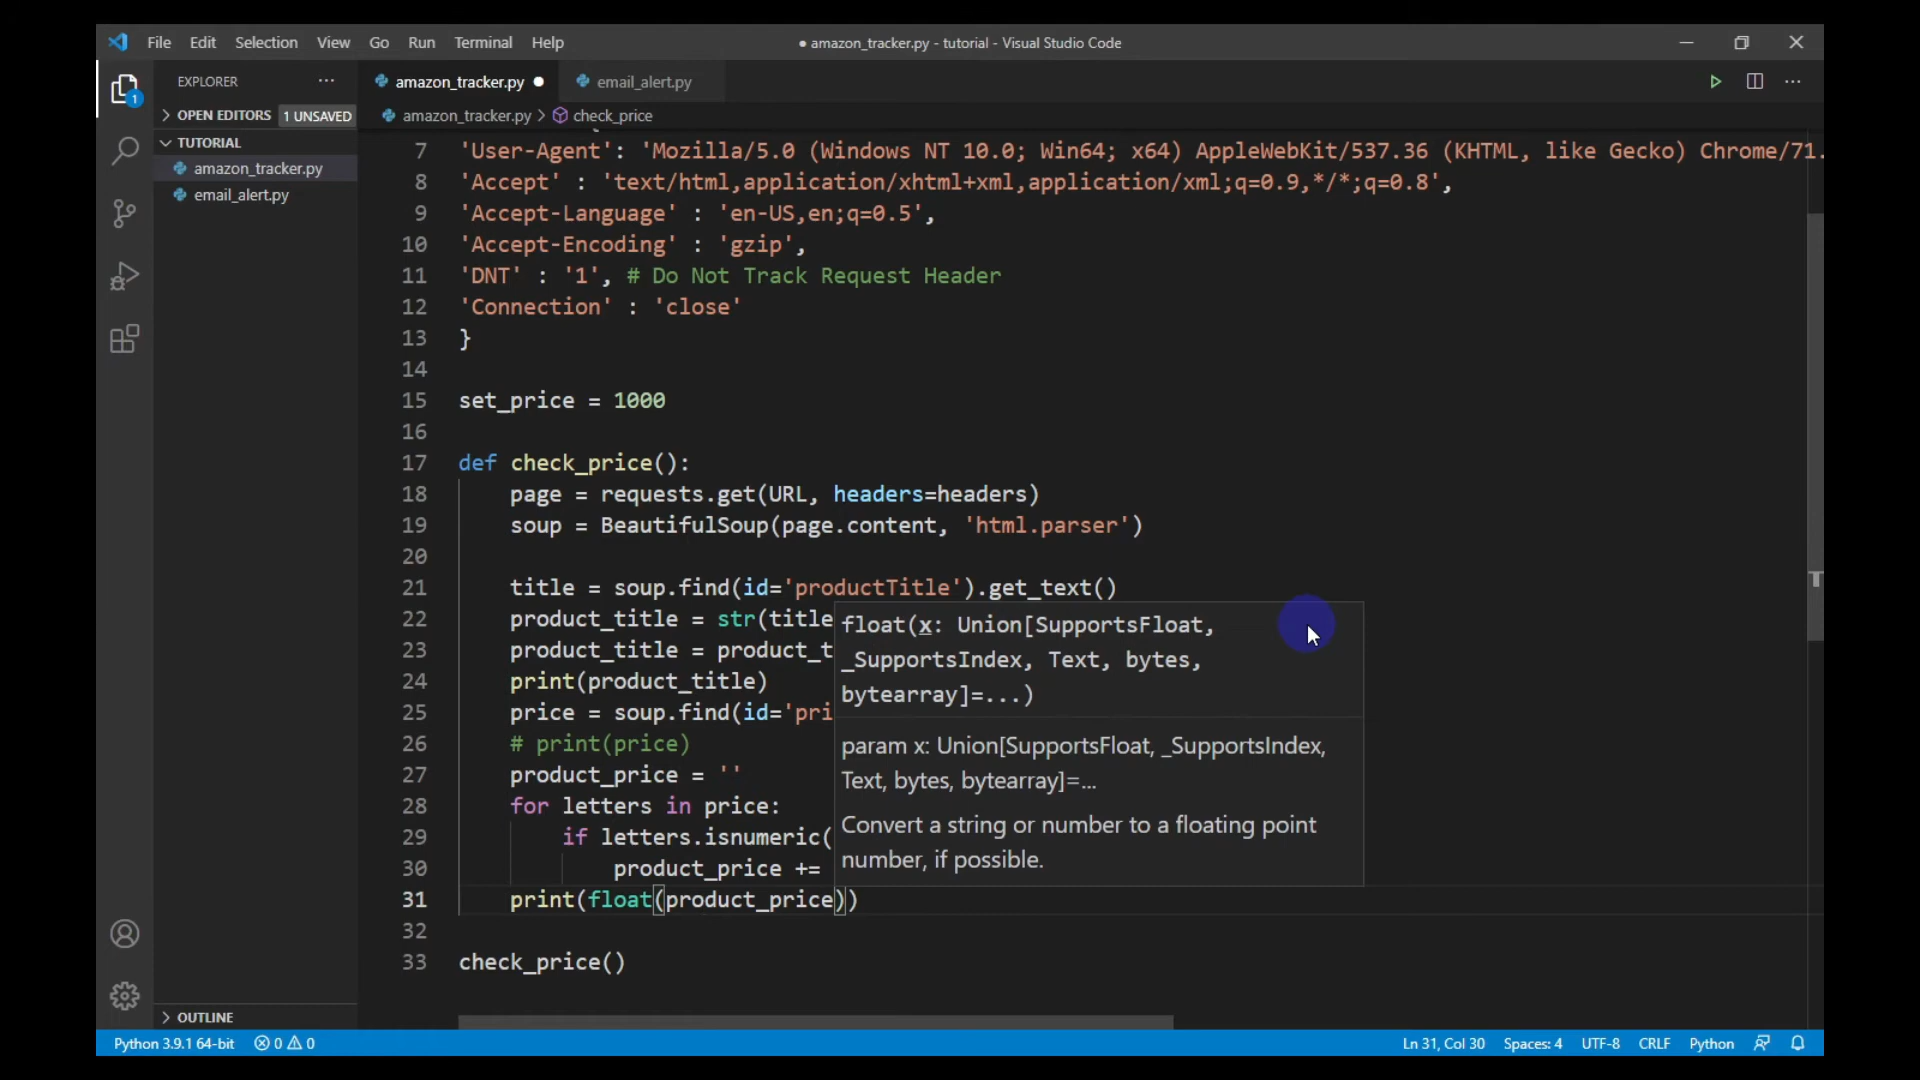 File Edit Selection View Go Run Terminal Help
● amazon_tracker.py - tutorial - Visual Studio Code
EXPLORER ···
amazon_tracker.py ●
email_alert.py
OPEN EDITORS 1 UNSAVED
amazon_tracker.py > check_price
TUTORIAL
amazon_tracker.py
email_alert.py
1
7 'User-Agent': 'Mozilla/5.0 (Windows NT 10.0; Win64; x64) AppleWebKit/537.36 (KHTML, like Gecko) Chrome/71.
8 'Accept' : 'text/html,application/xhtml+xml,application/xml;q=0.9,*/*;q=0.8',
9 'Accept-Language' : 'en-US,en;q=0.5',
10 'Accept-Encoding' : 'gzip',
11 'DNT' : '1', # Do Not Track Request Header
12 'Connection' : 'close'
13 }
14
15 set_price = 1000
16
17 def check_price():
18 page = requests.get(URL, headers=headers)
19 soup = BeautifulSoup(page.content, 'html.parser')
20
21 title = soup.find(id='productTitle').get_text()
22 product_title = str(title
23 product_title = product_t
24 print(product_title)
25 price = soup.find(id='pri
26 # print(price)
27 product_price = ''
28 for letters in price:
29 if letters.isnumeric(
30 product_price +=
31 print(float(product_price))
32
33 check_price()
float(x: Union[SupportsFloat,
_SupportsIndex, Text, bytes,
bytearray]=...)
param x: Union[SupportsFloat, _SupportsIndex,
Text, bytes, bytearray]=...
Convert a string or number to a floating point
number, if possible.
OUTLINE
Python 3.9.1 64-bit 0 0 Ln 31, Col 30 Spaces: 4 UTF-8 CRLF Python